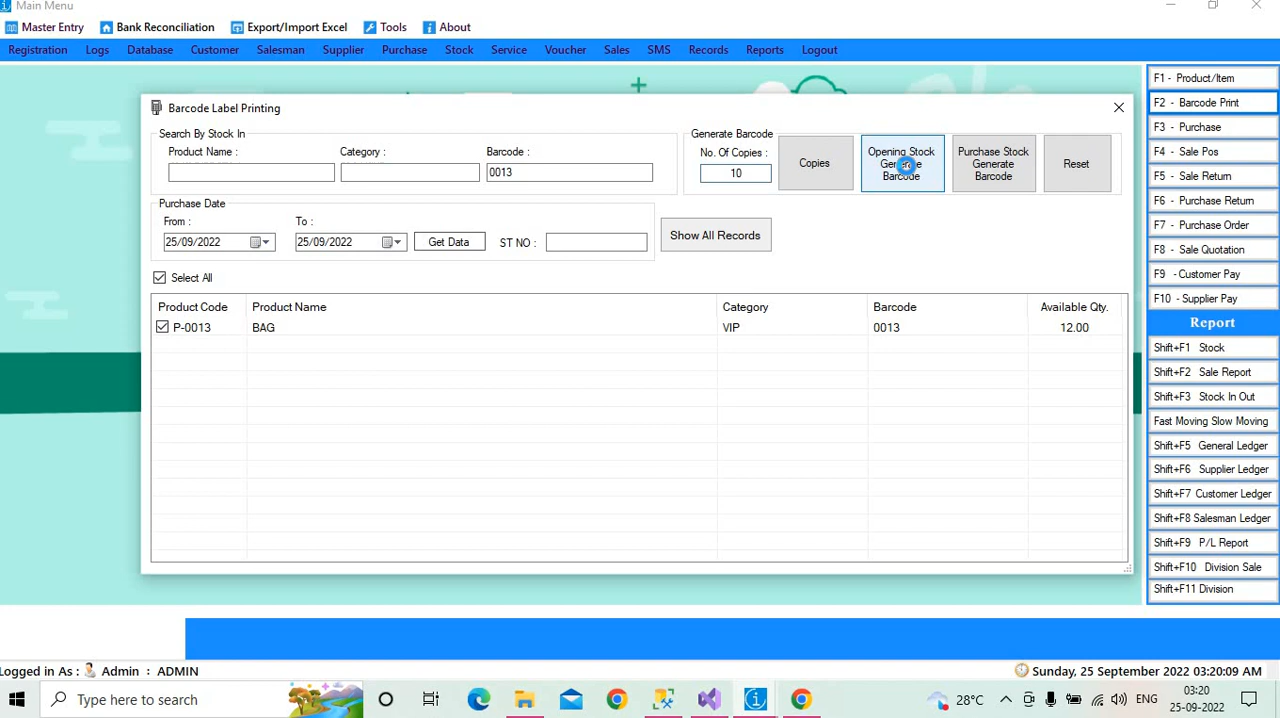 Main Menu
Master Entry Bank Reconciliation Export/Import Excel Tools About
Registration Logs Database Customer Salesman Supplier Purchase Stock Service Voucher Sales SMS Records Reports Logout
Barcode Label Printing
Search By Stock In
Product Name : Category : Barcode :
0013
Generate Barcode
No. Of Copies :
10
Copies
Opening Stock
Generate
Barcode
Purchase Stock
Generate
Barcode
Reset
Purchase Date
From : To :
25/09/2022 25/09/2022 Get Data ST NO :
Show All Records
Select All
Product Code Product Name Category Barcode Available Qty.
P-0013 BAG VIP 0013 12.00
F1 - Product/Item
F2 - Barcode Print
F3 - Purchase
F4 - Sale Pos
F5 - Sale Return
F6 - Purchase Return
F7 - Purchase Order
F8 - Sale Quotation
F9 - Customer Pay
F10 - Supplier Pay
Report
Shift+F1 Stock
Shift+F2 Sale Report
Shift+F3 Stock In Out
Fast Moving Slow Moving
Shift+F5 General Ledger
Shift+F6 Supplier Ledger
Shift+F7 Customer Ledger
Shift+F8 Salesman Ledger
Shift+F9 P/L Report
Shift+F10 Division Sale
Shift+F11 Division
Logged in As : Admin : ADMIN
Sunday, 25 September 2022 03:20:09 AM
Type here to search
28°C
ENG
03:20
25-09-2022